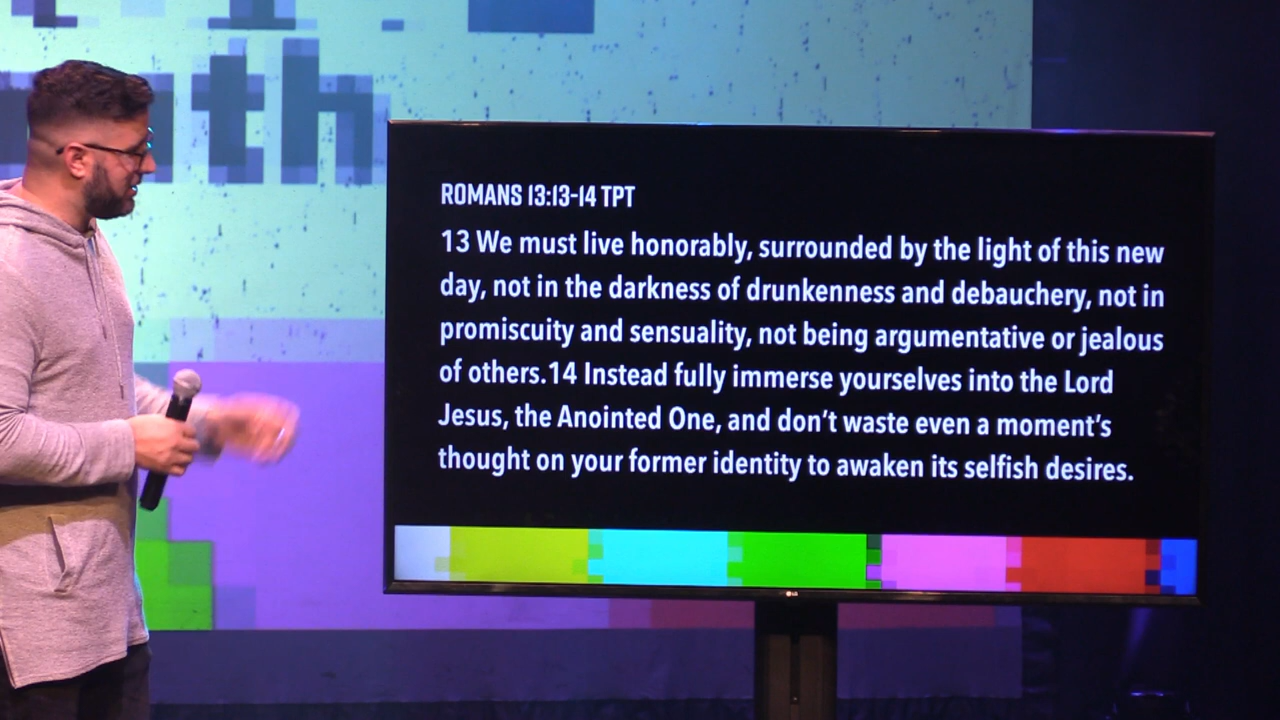 th
ROMANS 13:13-14 TPT
13 We must live honorably, surrounded by the light of this new
day, not in the darkness of drunkenness and debauchery, not in
promiscuity and sensuality, not being argumentative or jealous
of others.14 Instead fully immerse yourselves into the Lord
Jesus, the Anointed One, and don't waste even a moment's
thought on your former identity to awaken its selfish desires.
LG